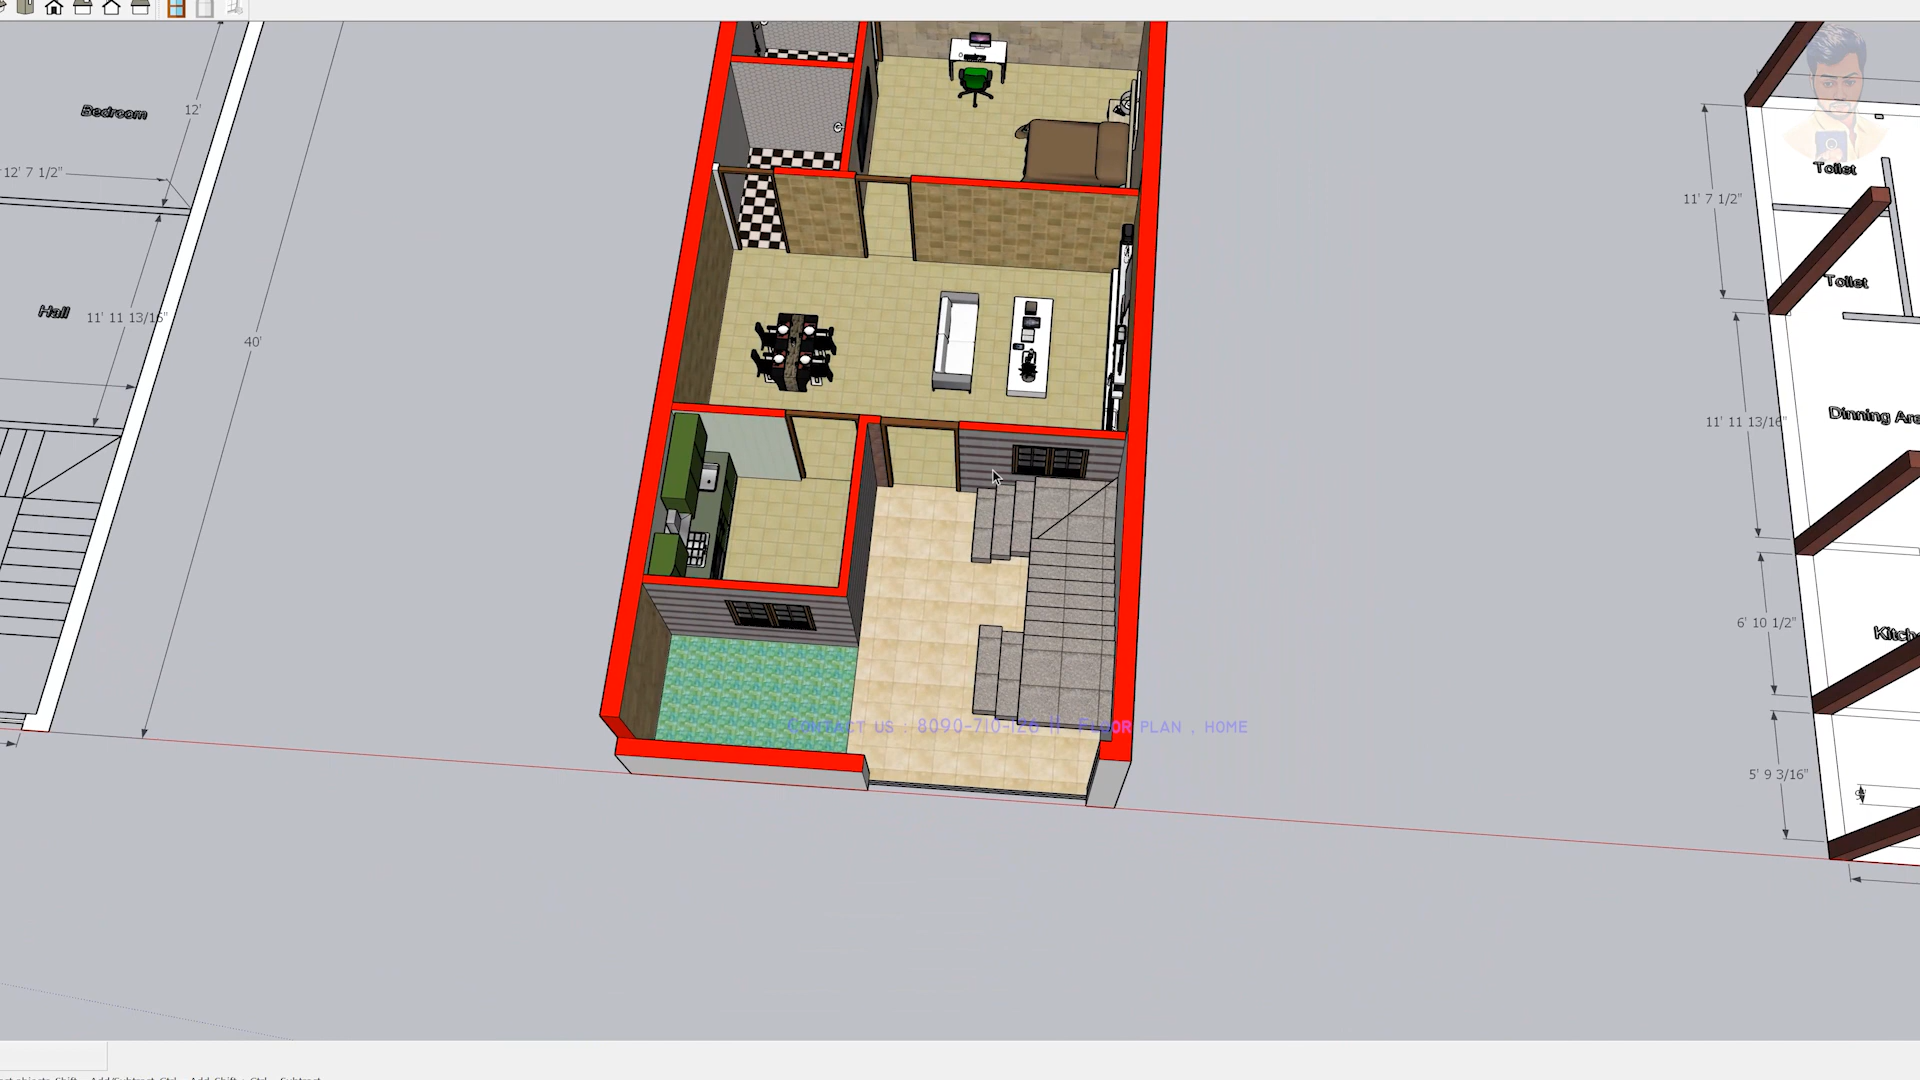 Bedroom
12'
12' 7 1/2"
Hall
11' 11 13/16"
40'
CONTACT US : 8090-710-126 || FLOOR PLAN , HOME
Toilet
11' 7 1/2"
Toilet
Dinning Are
11' 11 13/16"
6' 10 1/2"
Kitche
5' 9 3/16"